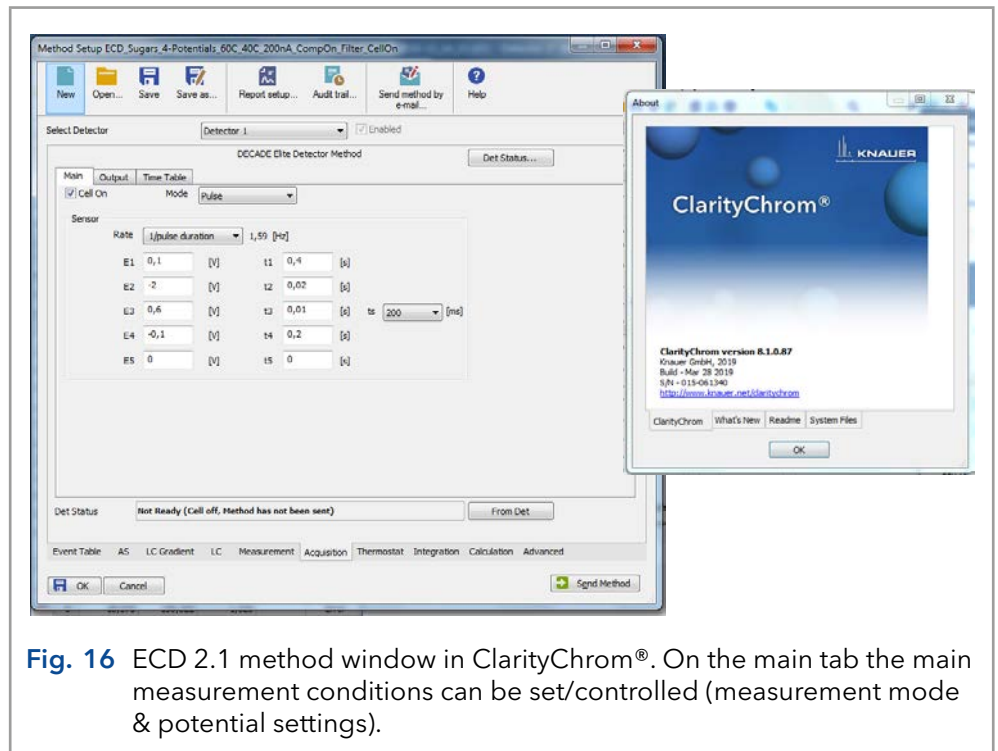 Method Setup ECD_Sugars_4-Potentials_60C_40C_200nA_CompOn_Filter_CellOn
New Open... Save Save as... Report setup... Audit trail... Send method by e-mail... Help
Select Detector Detector 1 Enabled
DECADE Elite Detector Method Det Status...
Main Output Time Table
Cell On Mode Pulse
Sensor
Rate 1/pulse duration 1,59 [Hz]
E1 0,1 [V] t1 0,4 [s]
E2 -2 [V] t2 0,02 [s]
E3 0,6 [V] t3 0,01 [s] ts 200 [ms]
E4 -0,1 [V] t4 0,2 [s]
E5 0 [V] t5 0 [s]
Det Status Not Ready (Cell off, Method has not been sent) From Det
Event Table AS LC Gradient LC Measurement Acquisition Thermostat Integration Calculation Advanced
OK Cancel Send Method
About
KNAUER
ClarityChrom®
ClarityChrom version 8.1.0.87
Knauer GmbH, 2019
Build - Mar 28 2019
S/N - 015-061340
http://www.knauer.net/claritychrom
ClarityChrom What's New Readme System Files
OK
Fig. 16 ECD 2.1 method window in ClarityChrom®. On the main tab the main
measurement conditions can be set/controlled (measurement mode
& potential settings).